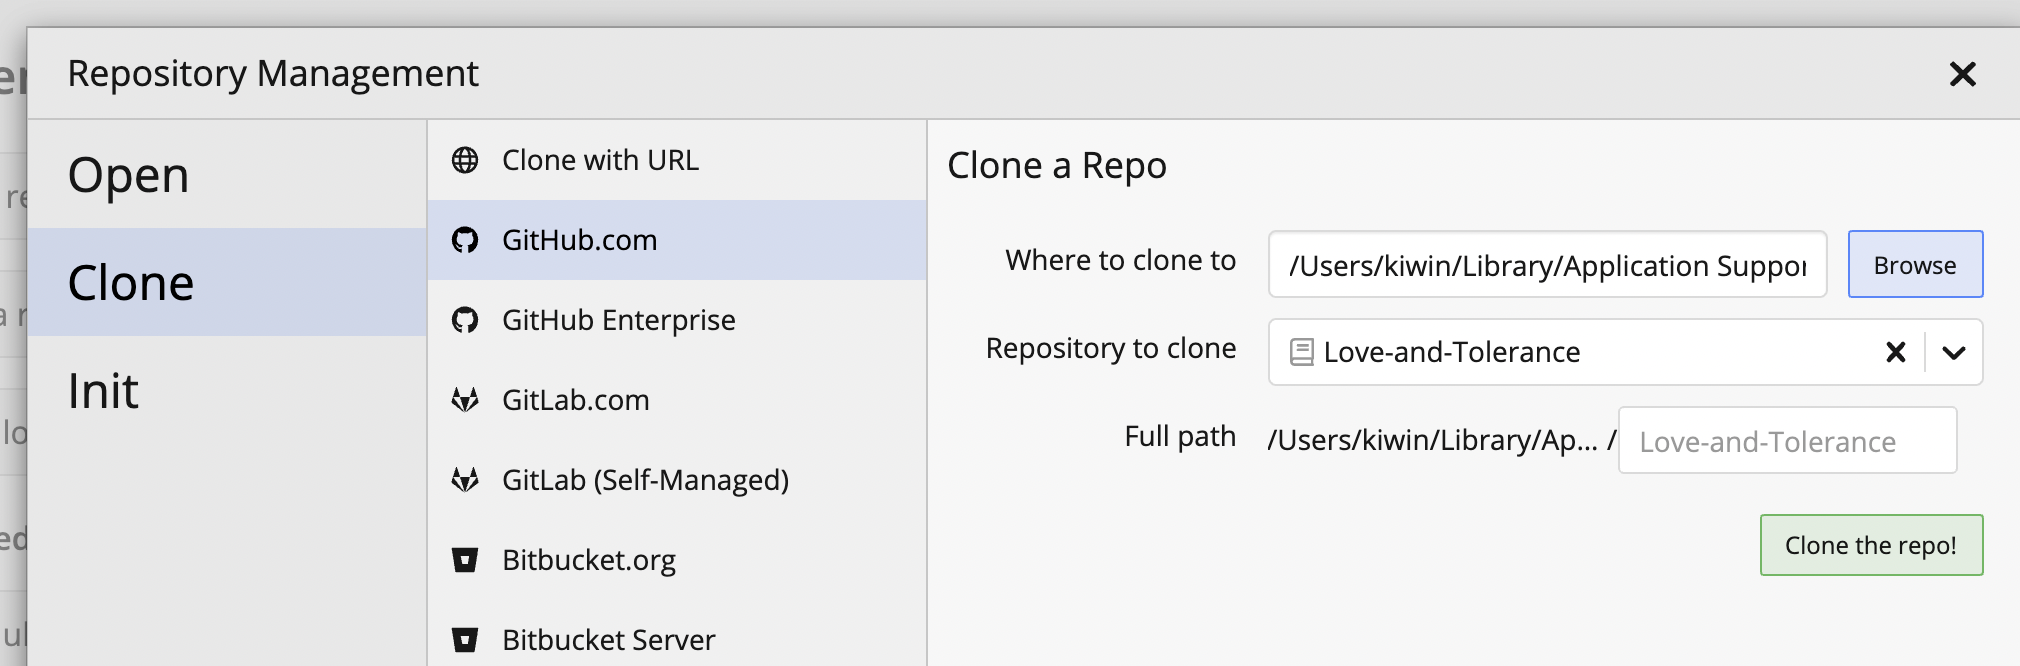 Repository Management
Open
Clone
Init
Clone with URL
GitHub.com
GitHub Enterprise
GitLab.com
GitLab (Self-Managed)
Bitbucket.org
Bitbucket Server
Clone a Repo
Where to clone to
/Users/kiwin/Library/Application Suppor
Browse
Repository to clone
Love-and-Tolerance
Full path
/Users/kiwin/Library/Ap... /
Love-and-Tolerance
Clone the repo!